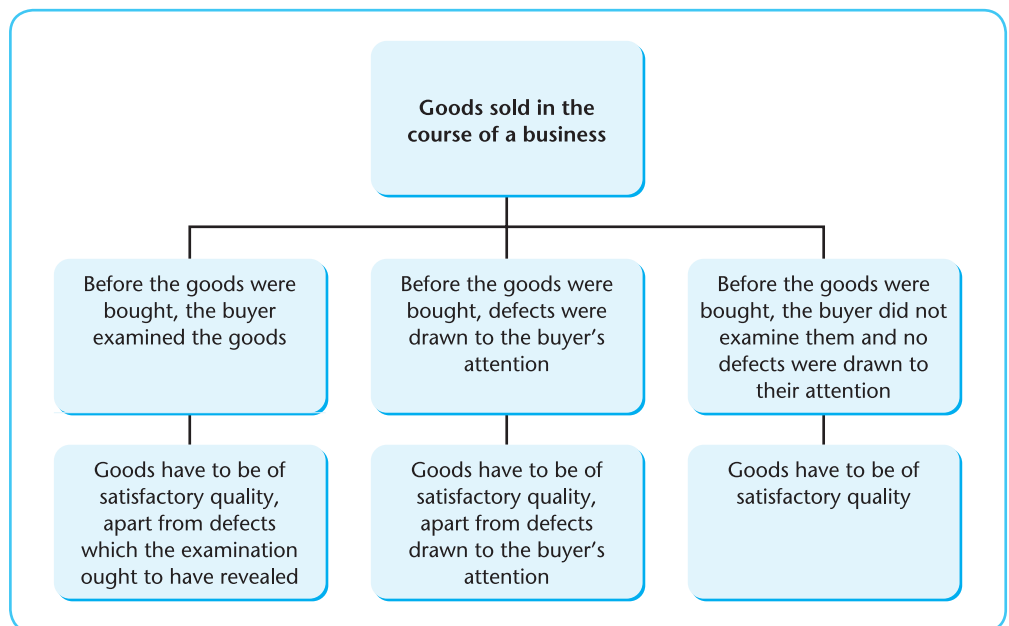 Goods sold in the
course of a business
Before the goods were
bought, the buyer
examined the goods
Before the goods were
bought, defects were
drawn to the buyer’s
attention
Before the goods were
bought, the buyer did not
examine them and no
defects were drawn to
their attention
Goods have to be of
satisfactory quality,
apart from defects
which the examination
ought to have revealed
Goods have to be of
satisfactory quality,
apart from defects
drawn to the buyer’s
attention
Goods have to be of
satisfactory quality